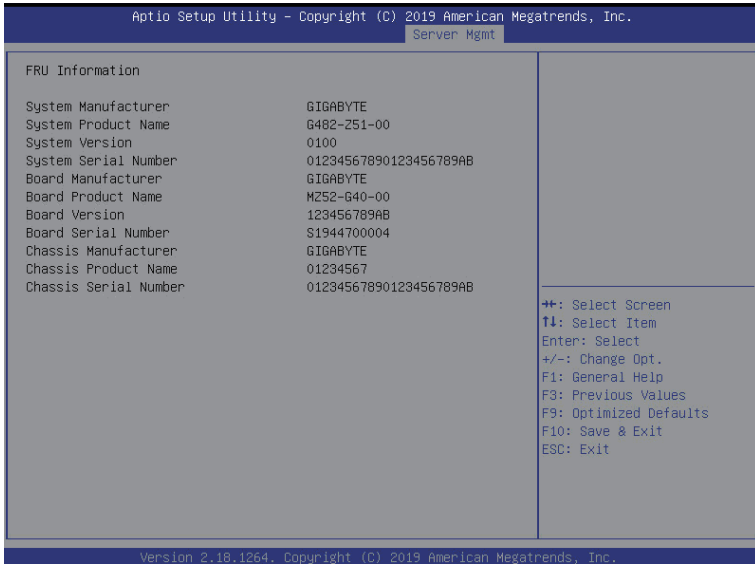 Aptio Setup Utility – Copyright (C) 2019 American Megatrends, Inc.
Server Mgmt
FRU Information
System Manufacturer GIGABYTE
System Product Name G482-Z51-00
System Version 0100
System Serial Number 01234567890123456789AB
Board Manufacturer GIGABYTE
Board Product Name MZ52-G40-00
Board Version 123456789AB
Board Serial Number S1944700004
Chassis Manufacturer GIGABYTE
Chassis Product Name 01234567
Chassis Serial Number 01234567890123456789AB
→←: Select Screen
↑↓: Select Item
Enter: Select
+/-: Change Opt.
F1: General Help
F3: Previous Values
F9: Optimized Defaults
F10: Save & Exit
ESC: Exit
Version 2.18.1264. Copyright (C) 2019 American Megatrends, Inc.